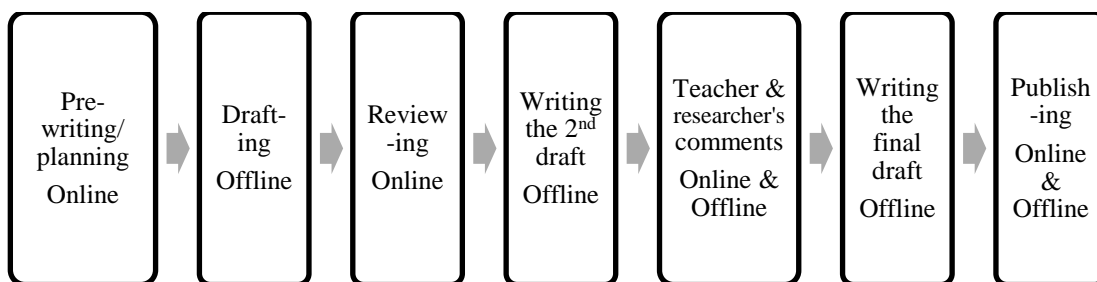 Pre-
writing/
planning
Online
Draft-
ing
Offline
Review
-ing
Online
Writing
the 2nd
draft
Offline
Teacher &
researcher's
comments
Online &
Offline
Writing
the
final
draft
Offline
Publish
-ing
Online
&
Offline